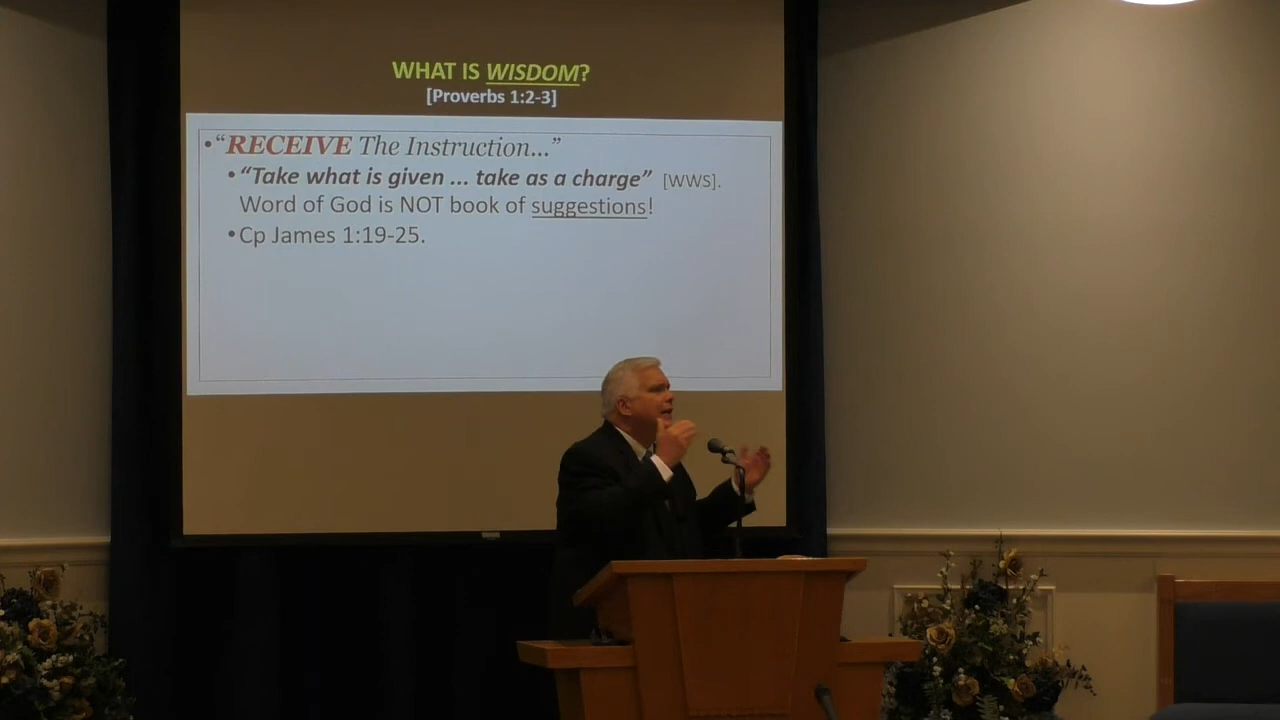 WHAT IS WISDOM?
[Proverbs 1:2-3]
•“RECEIVE The Instruction...”
•“Take what is given ... take as a charge” [WWS].
Word of God is NOT book of suggestions!
•Cp James 1:19-25.